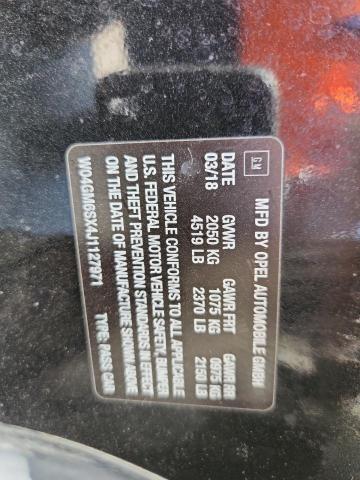 GM MFD BY OPEL AUTOMOBILE GMBH
DATE GVWR GAWR FRT GAWR RR
03/18 2050 KG 1075 KG 0975 KG
4519 LB 2370 LB 2150 LB
THIS VEHICLE CONFORMS TO ALL APPLICABLE
U.S. FEDERAL MOTOR VEHICLE SAFETY, BUMPER,
AND THEFT PREVENTION STANDARDS IN EFFECT
ON THE DATE OF MANUFACTURE SHOWN ABOVE
W04GM6SX4J1127971 TYPE: PASS CAR